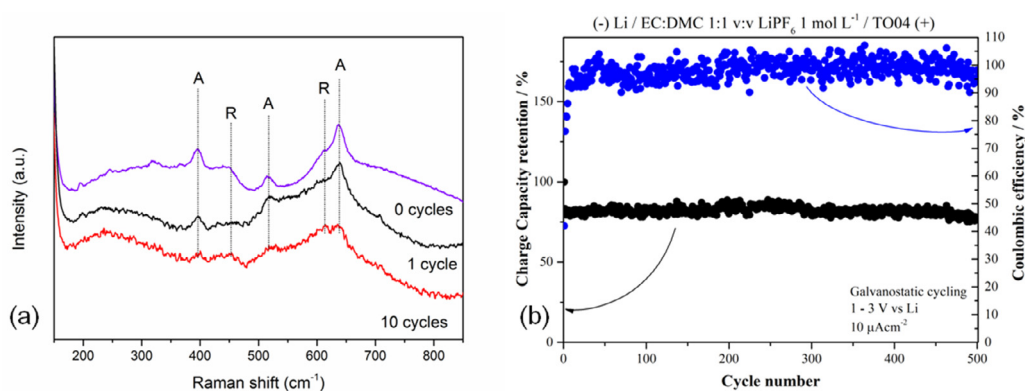 A
R
A
R
A
0 cycles
1 cycle
10 cycles
Intensity (a.u.)
200 300 400 500 600 700 800
Raman shift (cm⁻¹)
(a)
(-) Li / EC:DMC 1:1 v:v LiPF₆ 1 mol L⁻¹ / TO04 (+)
Charge Capacity retention / %
150
100
50
0
110
100
90
80
70
60
50
40
30
20
10
0
Coulombic efficiency / %
Galvanostatic cycling
1 - 3 V vs Li
10 µAcm⁻²
0 100 200 300 400 500
Cycle number
(b)